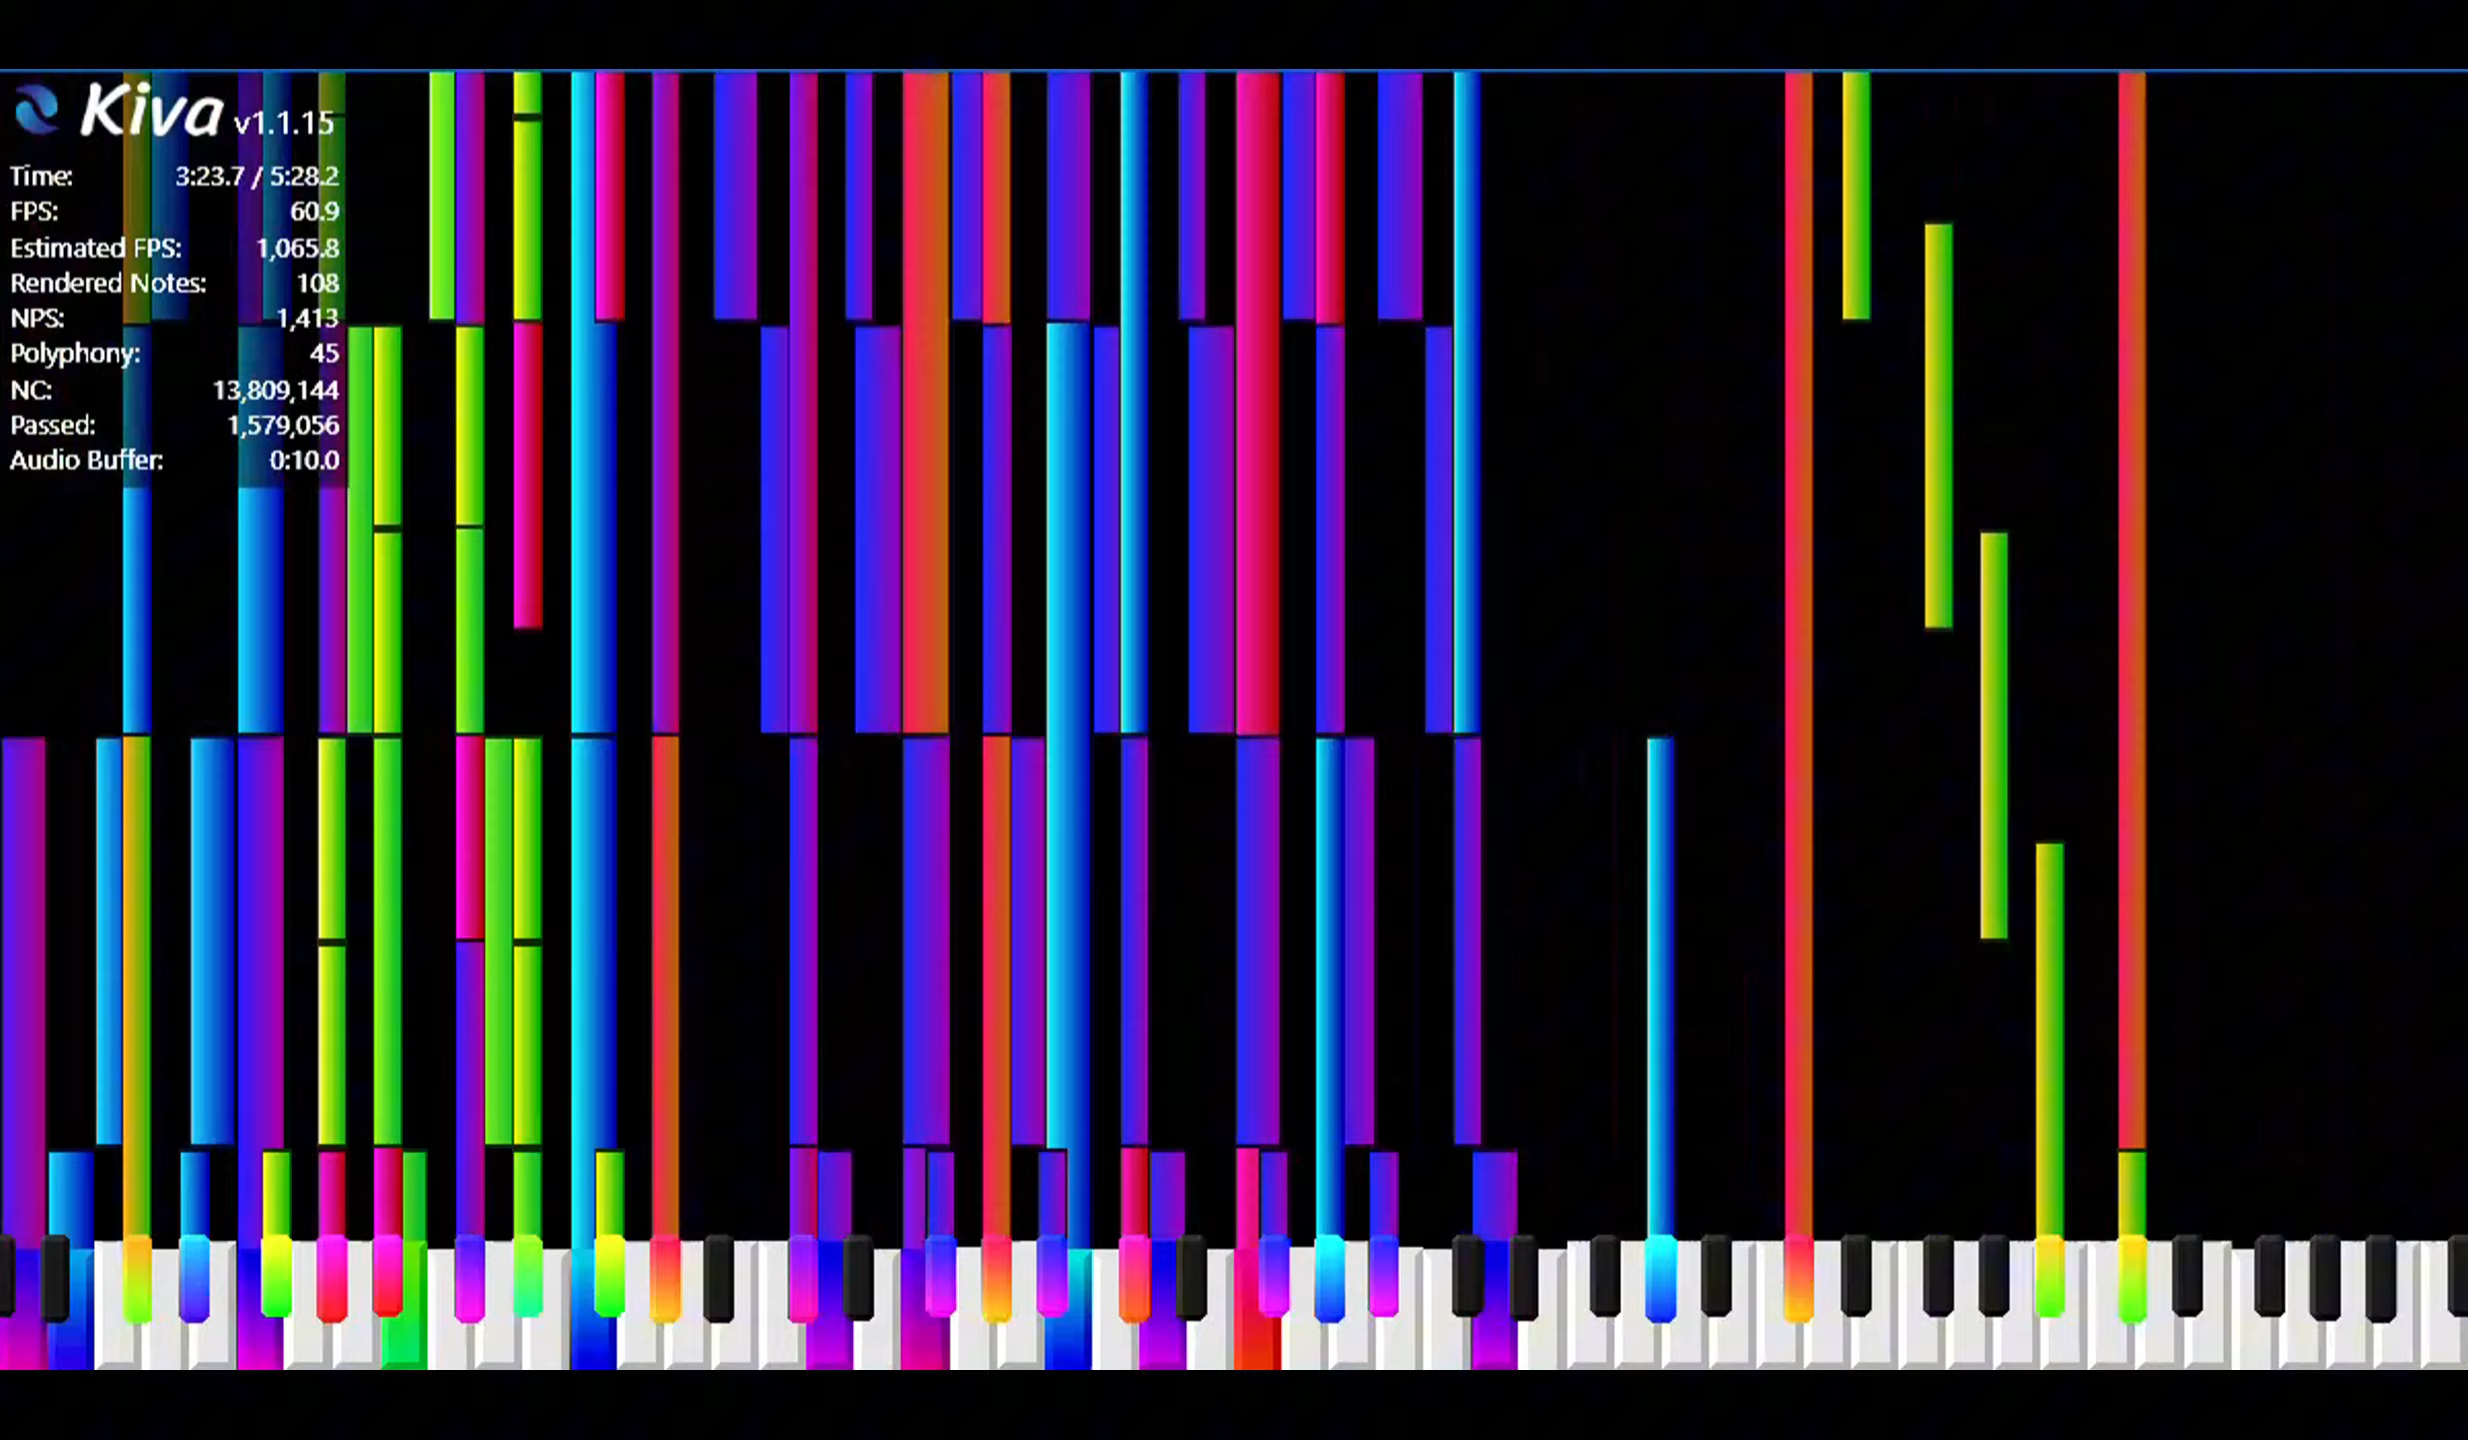 Kiva v1.1.15
Time: 3:23.7 / 5:28.2
FPS: 60.9
Estimated FPS: 1,065.8
Rendered Notes: 108
NPS: 1,413
Polyphony: 45
NC: 13,809,144
Passed: 1,579,056
Audio Buffer: 0:10.0